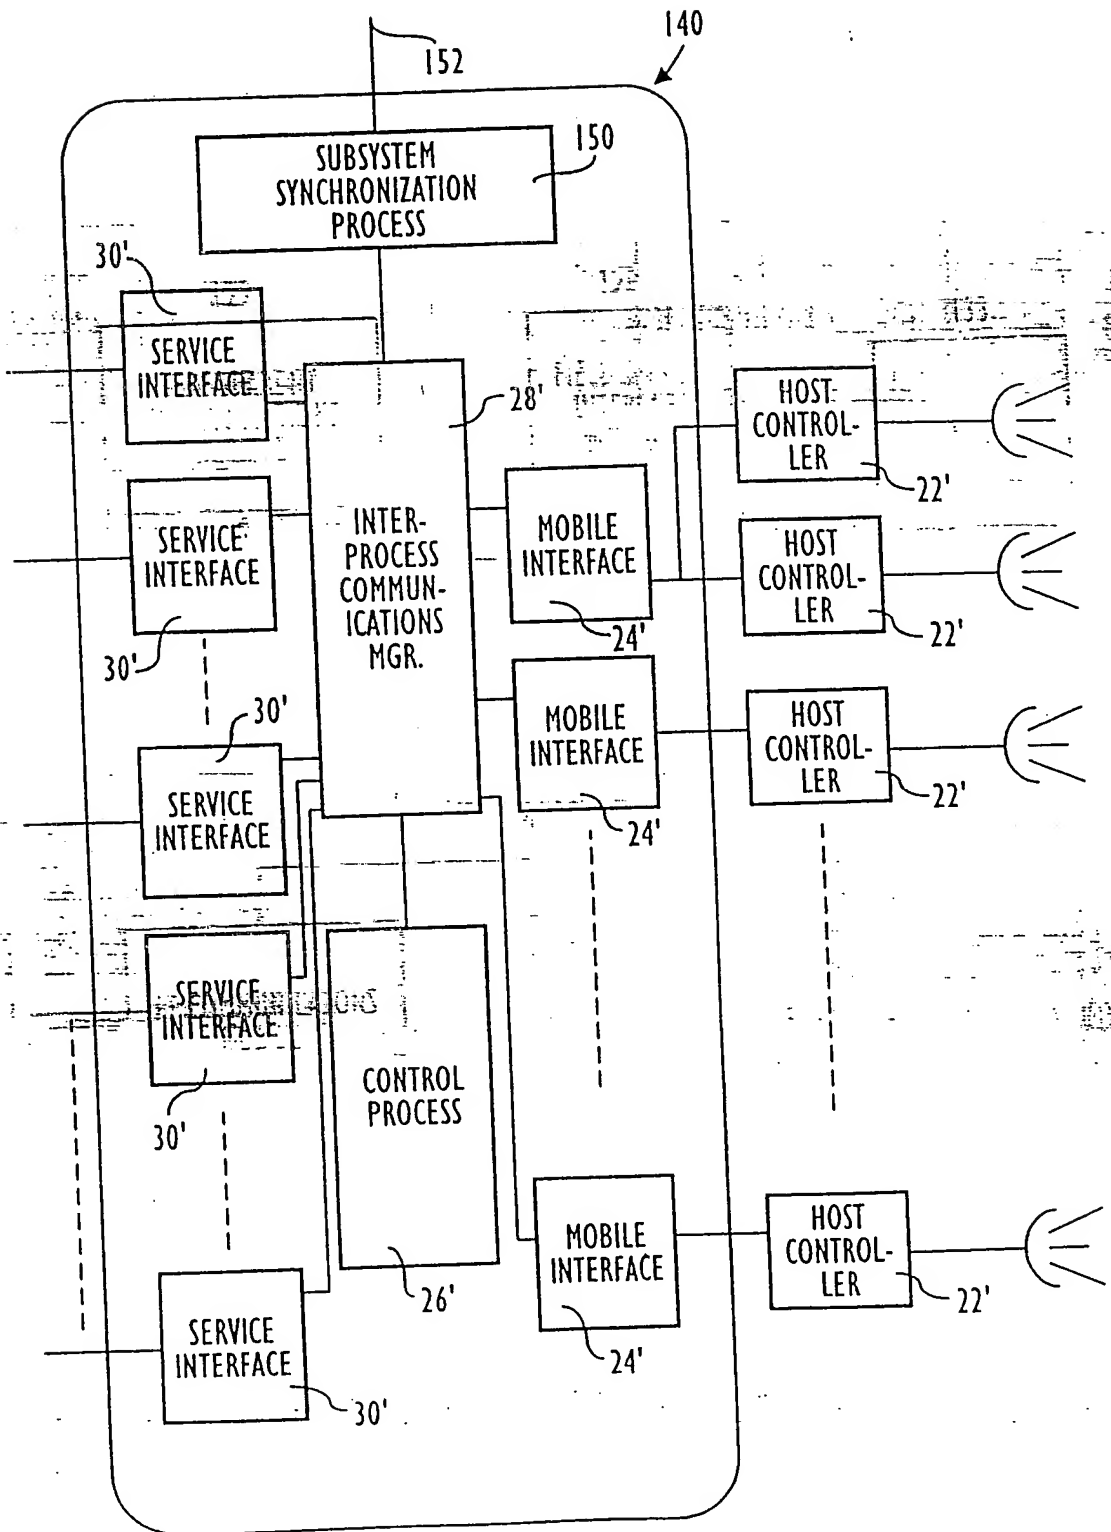 140
152
150
SUBSYSTEM
SYNCHRONIZATION
PROCESS
30'
SERVICE
INTERFACE
28'
HOST
CONTROL-
LER
22'
SERVICE
INTERFACE
30'
INTER-
PROCESS
COMMUN-
ICATIONS
MGR.
MOBILE
INTERFACE
24'
HOST
CONTROL-
LER
22'
30'
SERVICE
INTERFACE
MOBILE
INTERFACE
24'
HOST
CONTROL-
LER
22'
SERVICE
INTERFACE
30'
CONTROL
PROCESS
26'
MOBILE
INTERFACE
24'
HOST
CONTROL-
LER
22'
SERVICE
INTERFACE
30'